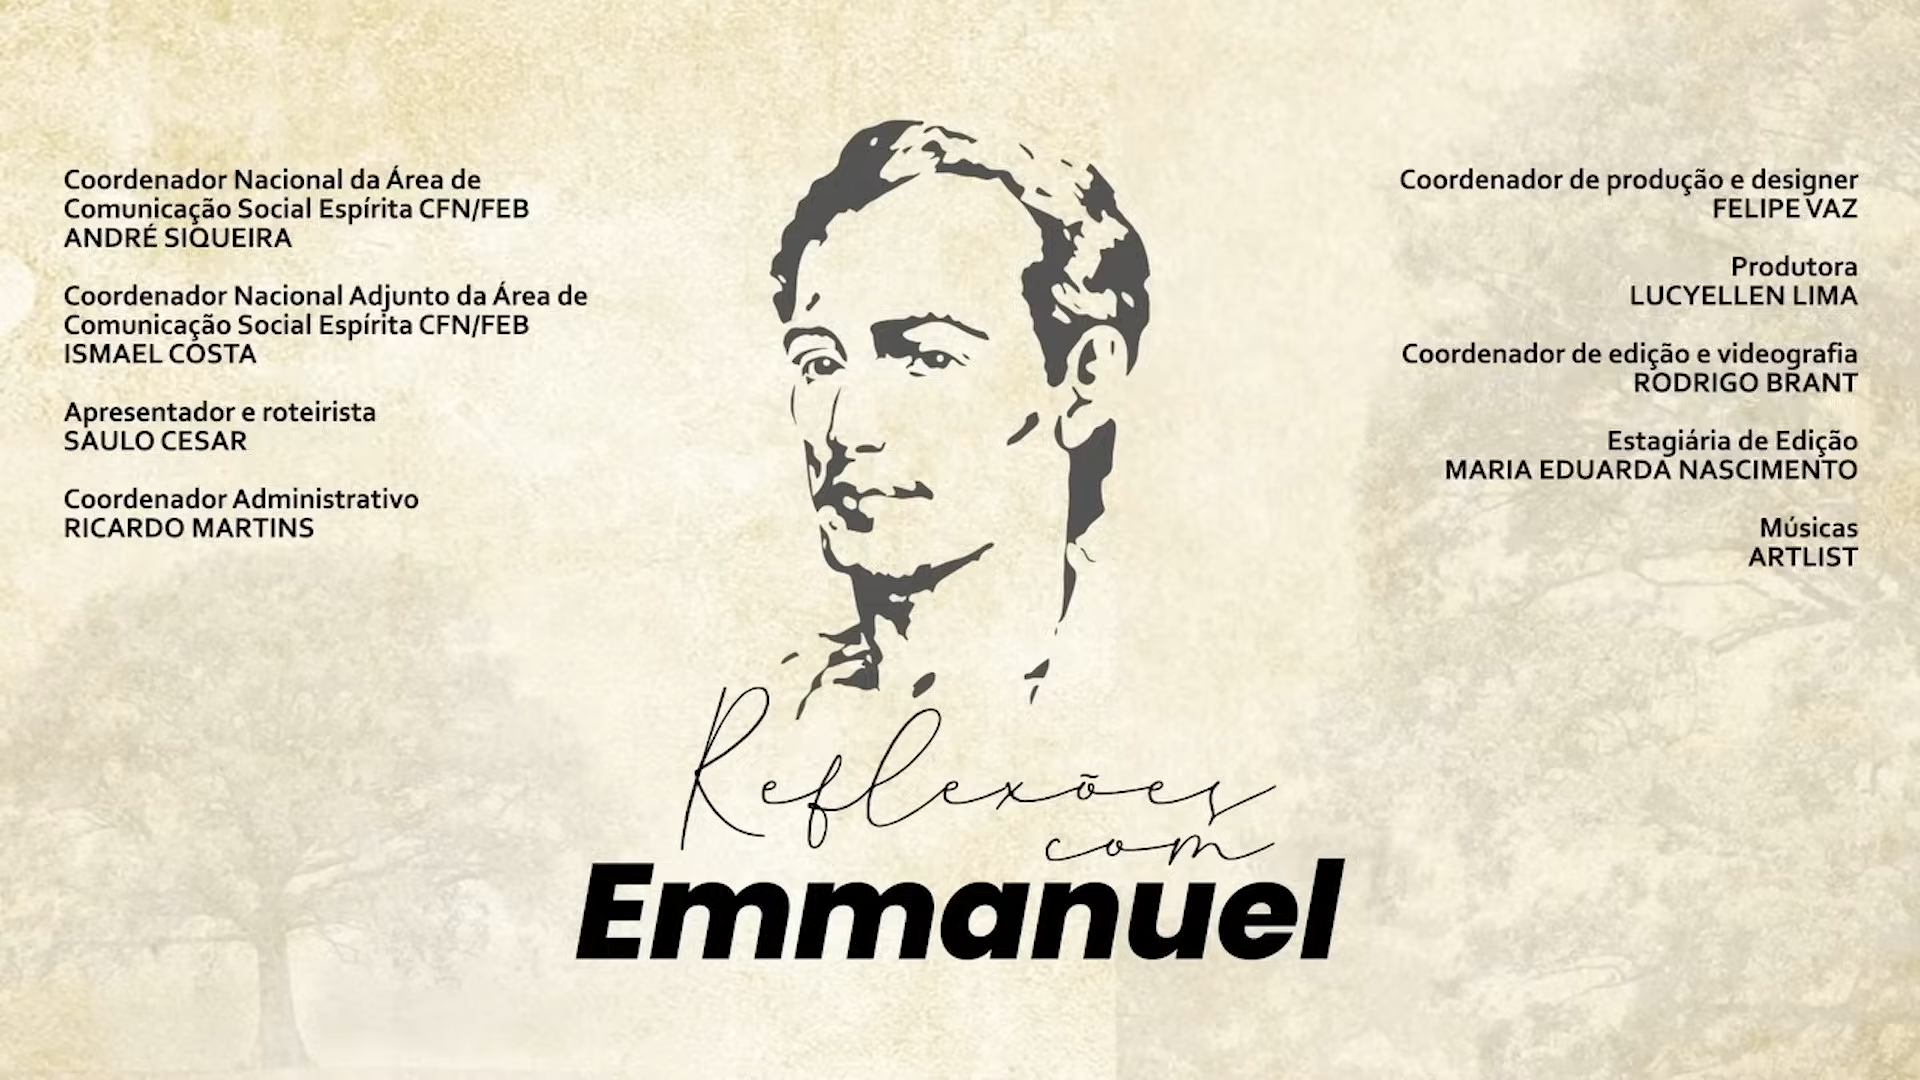 Coordenador Nacional da Área de
Comunicação Social Espírita CFN/FEB
ANDRÉ SIQUEIRA
Coordenador Nacional Adjunto da Área de
Comunicação Social Espírita CFN/FEB
ISMAEL COSTA
Apresentador e roteirista
SAULO CESAR
Coordenador Administrativo
RICARDO MARTINS
Coordenador de produção e designer
FELIPE VAZ
Produtora
LUCYELLEN LIMA
Coordenador de edição e videografia
RODRIGO BRANT
Estagiária de Edição
MARIA EDUARDA NASCIMENTO
Músicas
ARTLIST
Reflexões
com
Emmanuel